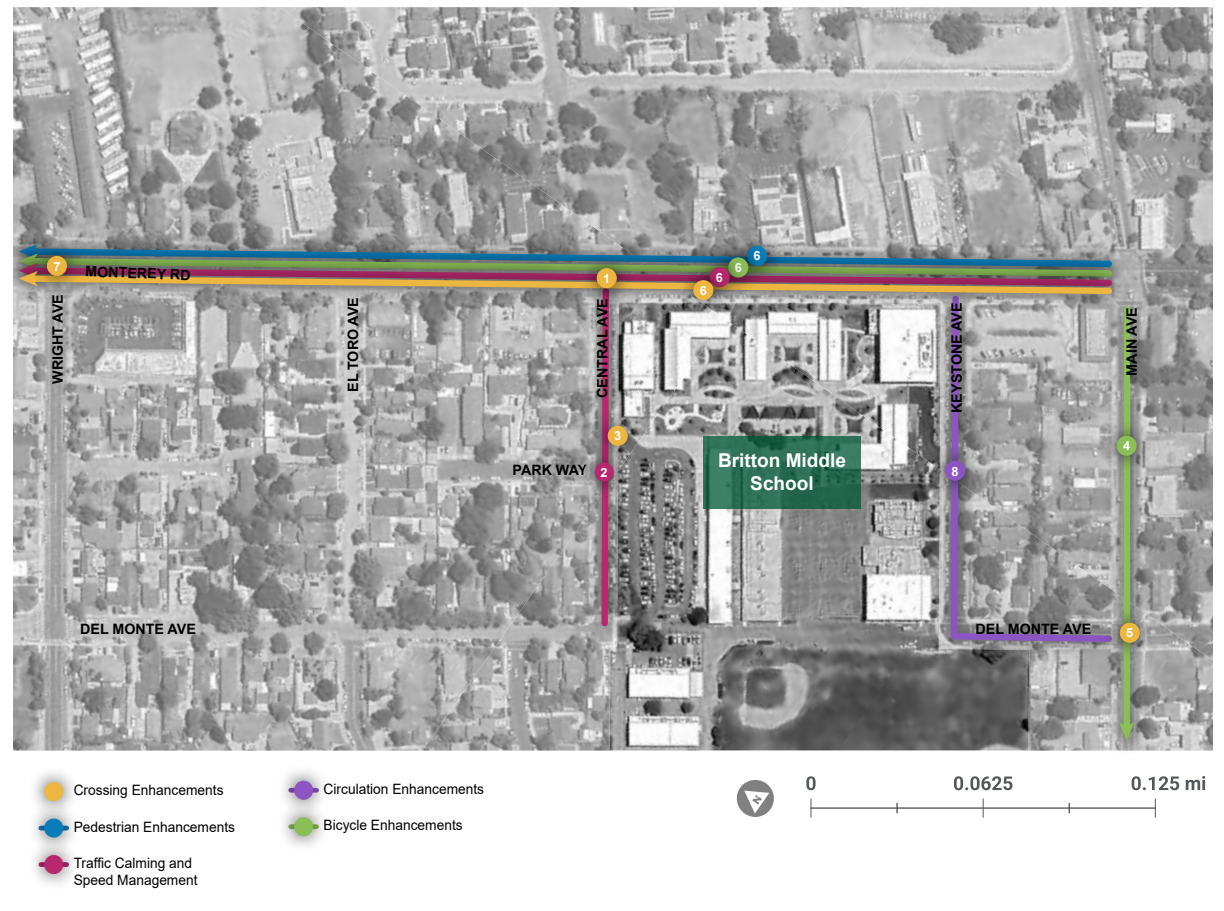 6
6
7
MONTEREY RD
1
6
6
WRIGHT AVE
EL TORO AVE
CENTRAL AVE
KEYSTONE AVE
MAIN AVE
3
4
Britton Middle
School
PARK WAY
2
8
DEL MONTE AVE
DEL MONTE AVE
5
Crossing Enhancements
Pedestrian Enhancements
Traffic Calming and
Speed Management
Circulation Enhancements
Bicycle Enhancements
N
0
0.0625
0.125 mi